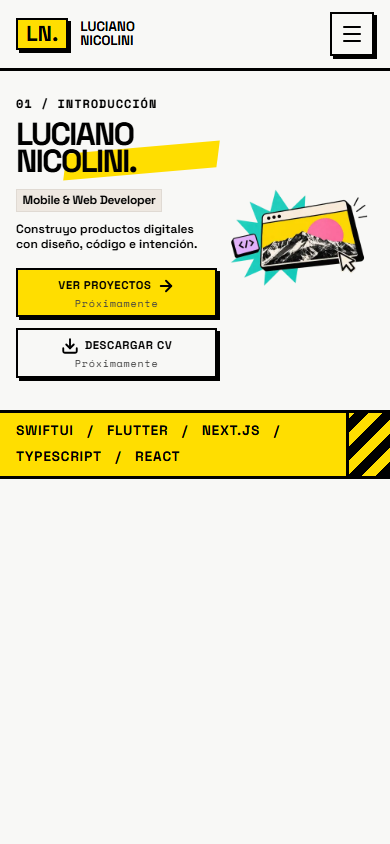 LN.
LUCIANO
NICOLINI
01 / INTRODUCCIÓN
LUCIANO
NICOLINI.
Mobile & Web Developer
Construyo productos digitales
con diseño, código e intención.
</>
VER PROYECTOS
Próximamente
DESCARGAR CV
Próximamente
SWIFTUI / FLUTTER / NEXT.JS /
TYPESCRIPT / REACT